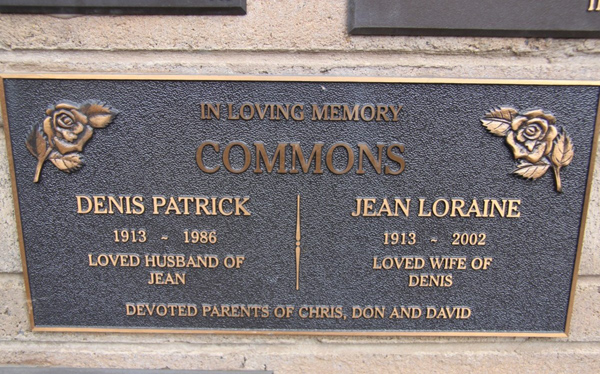 IN LOVING MEMORY
COMMONS
DENIS PATRICK
1913 ~ 1986
LOVED HUSBAND OF
JEAN
JEAN LORAINE
1913 ~ 2002
LOVED WIFE OF
DENIS
DEVOTED PARENTS OF CHRIS, DON AND DAVID